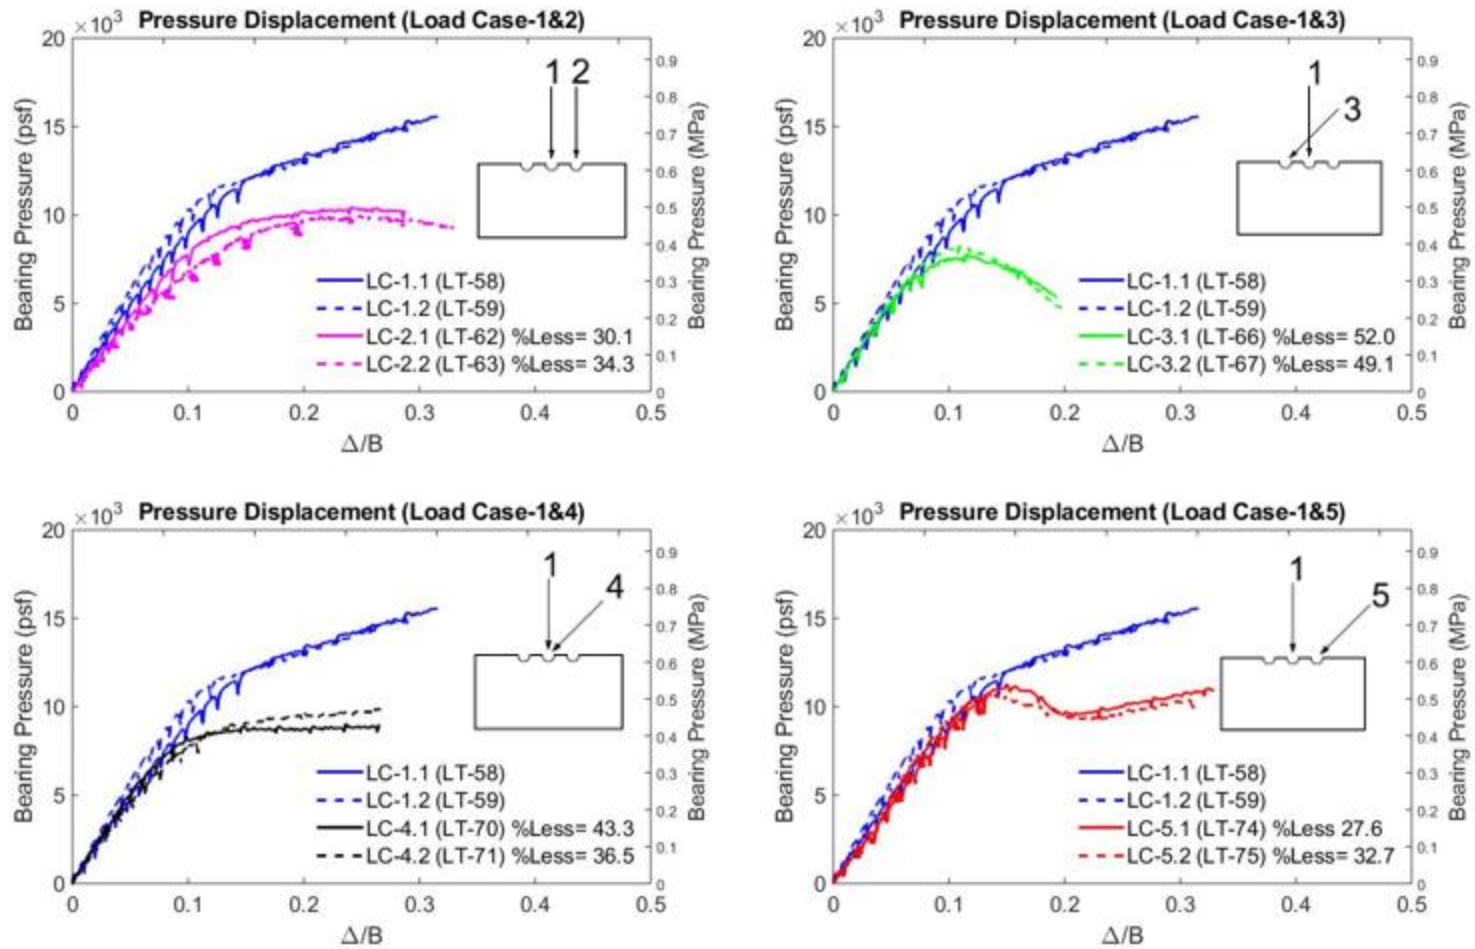 Pressure Displacement (Load Case-1&2)
×10³
20
15
10
5
0
0 0.1 0.2 0.3 0.4 0.5
0.9
0.8
0.7
0.6
0.5
0.4
0.3
0.2
0.1
0
Bearing Pressure (psf)
Bearing Pressure (MPa)
Δ/B
1 2
LC-1.1 (LT-58)
LC-1.2 (LT-59)
LC-2.1 (LT-62) %Less= 30.1
LC-2.2 (LT-63) %Less= 34.3
Pressure Displacement (Load Case-1&3)
×10³
20
15
10
5
0
0 0.1 0.2 0.3 0.4 0.5
0.9
0.8
0.7
0.6
0.5
0.4
0.3
0.2
0.1
0
Bearing Pressure (psf)
Bearing Pressure (MPa)
Δ/B
1
3
LC-1.1 (LT-58)
LC-1.2 (LT-59)
LC-3.1 (LT-66) %Less= 52.0
LC-3.2 (LT-67) %Less= 49.1
Pressure Displacement (Load Case-1&4)
×10³
20
15
10
5
0
0 0.1 0.2 0.3 0.4 0.5
0.9
0.8
0.7
0.6
0.5
0.4
0.3
0.2
0.1
0
Bearing Pressure (psf)
Bearing Pressure (MPa)
Δ/B
1
4
LC-1.1 (LT-58)
LC-1.2 (LT-59)
LC-4.1 (LT-70) %Less= 43.3
LC-4.2 (LT-71) %Less= 36.5
Pressure Displacement (Load Case-1&5)
×10³
20
15
10
5
0
0 0.1 0.2 0.3 0.4 0.5
0.9
0.8
0.7
0.6
0.5
0.4
0.3
0.2
0.1
0
Bearing Pressure (psf)
Bearing Pressure (MPa)
Δ/B
1
5
LC-1.1 (LT-58)
LC-1.2 (LT-59)
LC-5.1 (LT-74) %Less 27.6
LC-5.2 (LT-75) %Less= 32.7